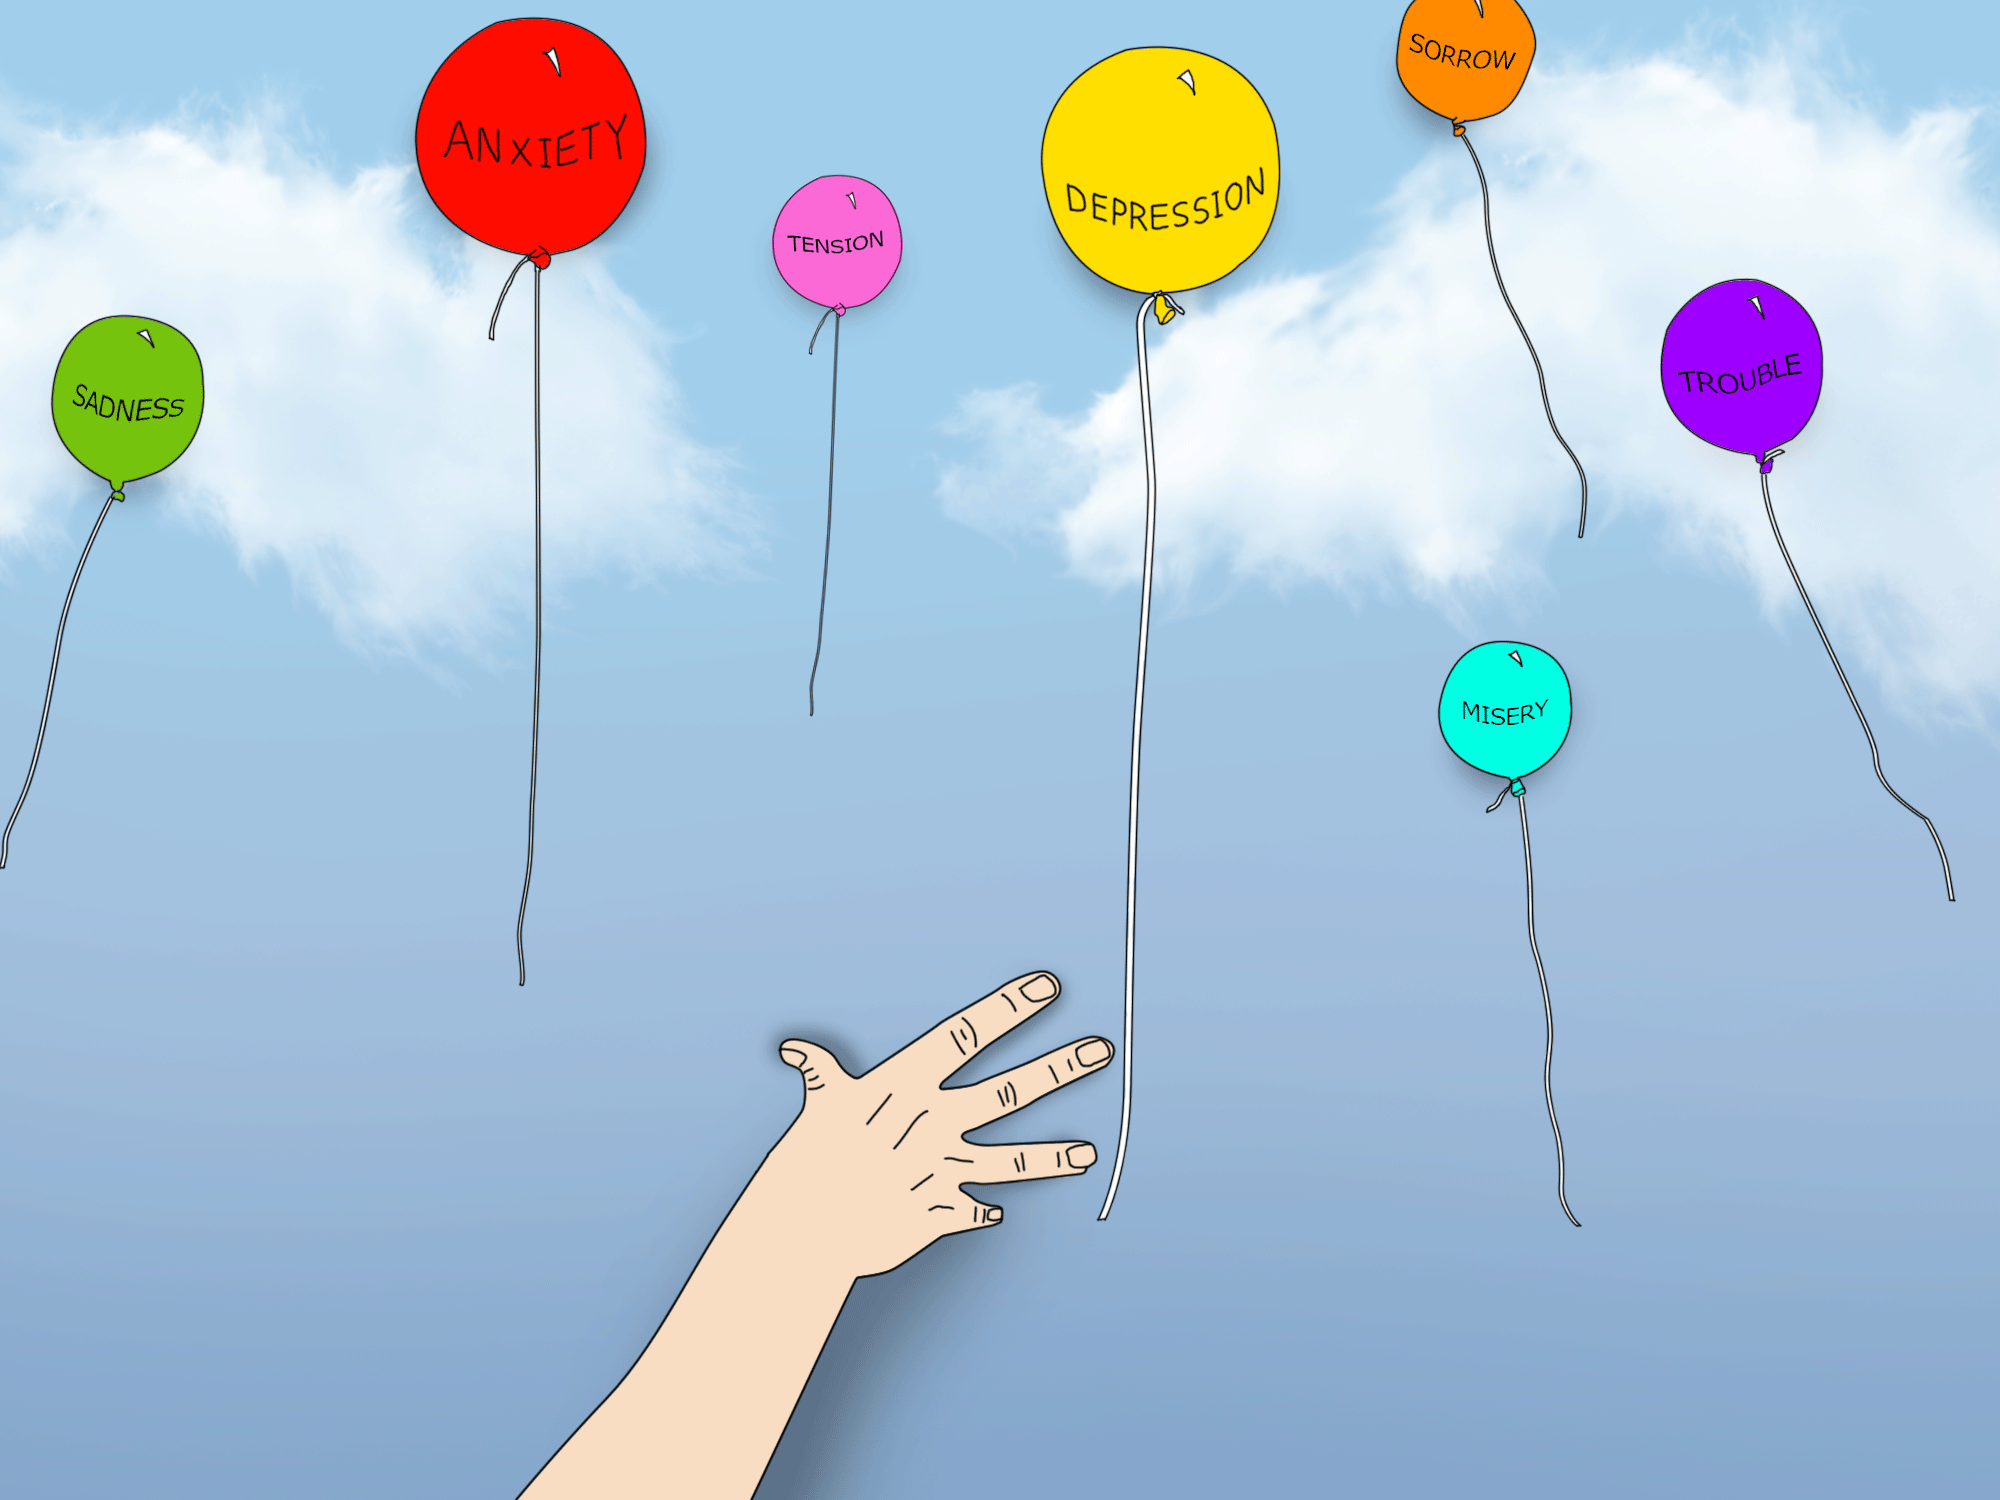 SORROW
ANXIETY
DEPRESSION
TENSION
TROUBLE
SADNESS
MISERY